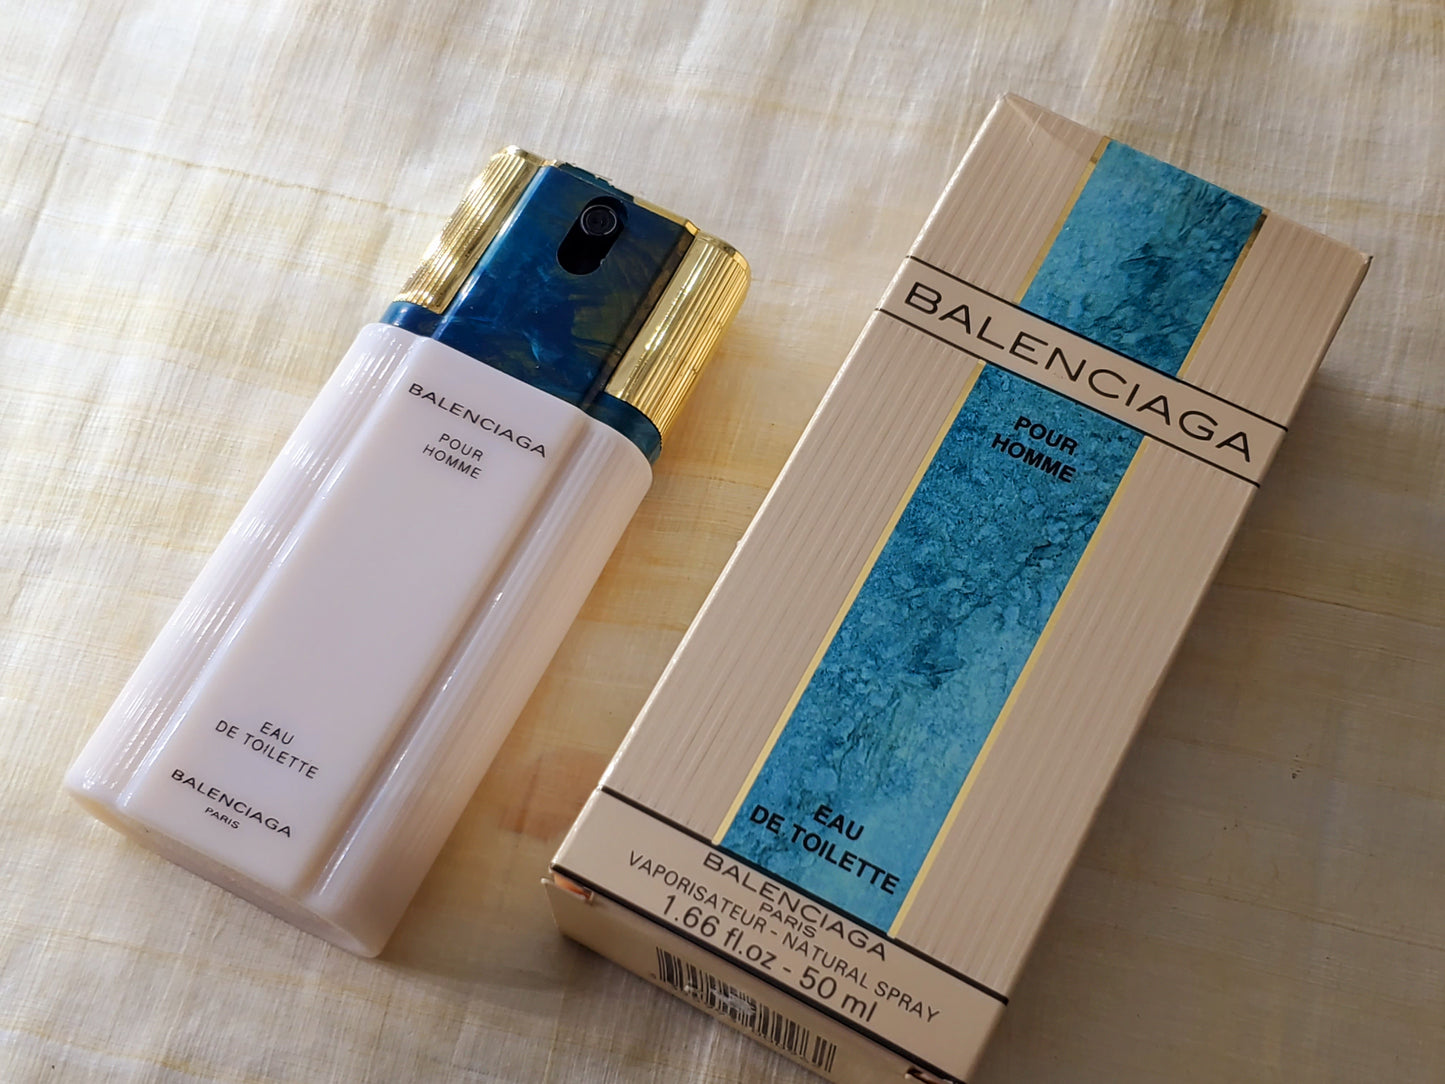 BALENCIAGA
POUR
HOMME
EAU
DE TOILETTE
BALENCIAGA
PARIS
BALENCIAGA
POUR
HOMME
EAU
DE TOILETTE
BALENCIAGA
PARIS
VAPORISATEUR - NATURAL SPRAY
1.66 fl.oz - 50 ml